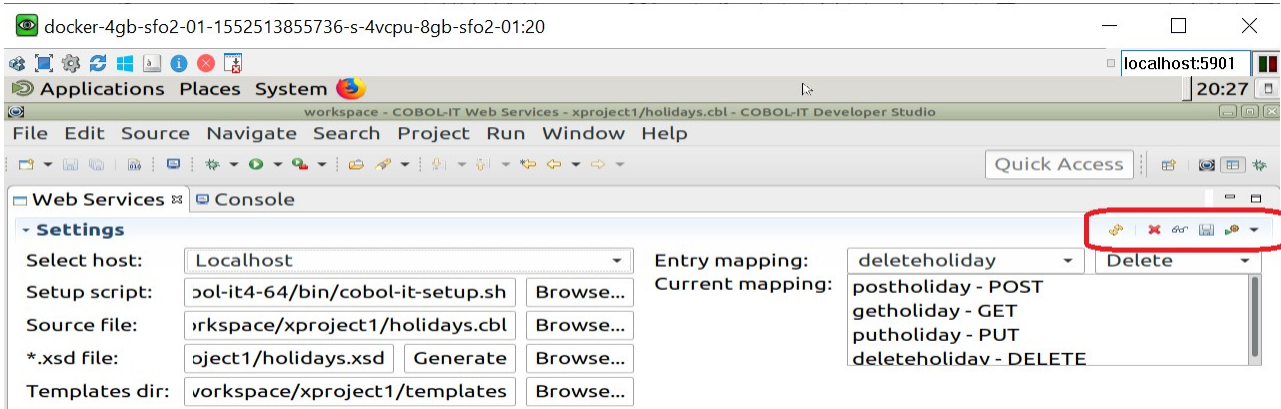 docker-4gb-sfo2-01-1552513855736-s-4vcpu-8gb-sfo2-01:20
localhost:5901
Applications Places System 20:27
workspace - COBOL-IT Web Services - xproject1/holidays.cbl - COBOL-IT Developer Studio
File Edit Source Navigate Search Project Run Window Help
Quick Access
Web Services Console
Settings
Select host: Localhost
Entry mapping: deleteholiday Delete
Setup script: ool-it4-64/bin/cobol-it-setup.sh Browse...
Current mapping: postholiday - POST
getholiday - GET
Source file: rkspace/xproject1/holidays.cbl Browse...
putholiday - PUT
*.xsd file: oject1/holidays.xsd Generate Browse...
deleteholiday - DELETE
Templates dir: workspace/xproject1/templates Browse...